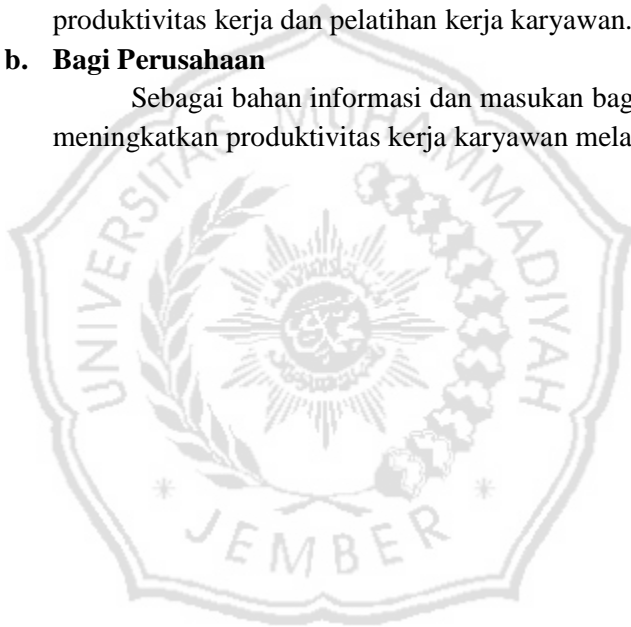 produktivitas kerja dan pelatihan kerja karyawan.
b. Bagi Perusahaan
Sebagai bahan informasi dan masukan bag
meningkatkan produktivitas kerja karyawan mela
UNIVERSITAS MUHAMMADIYAH
JEMBER